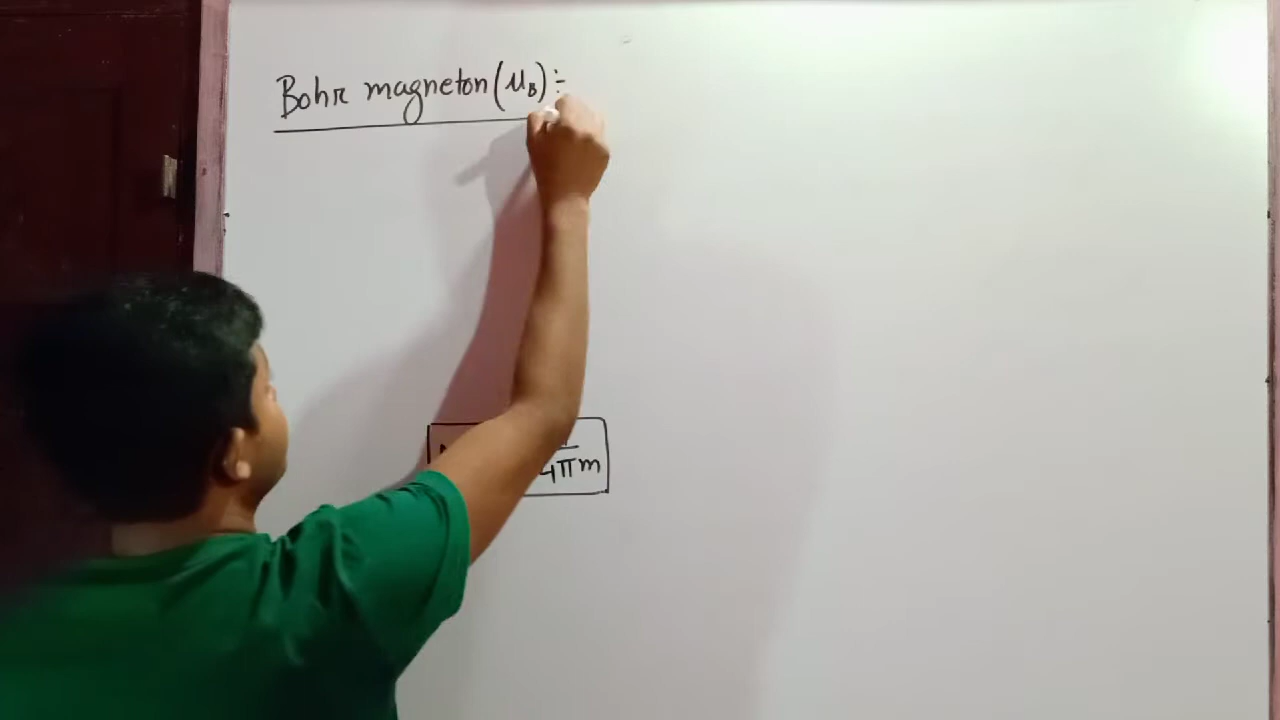 Bohr magneton (μB) :-
4πm